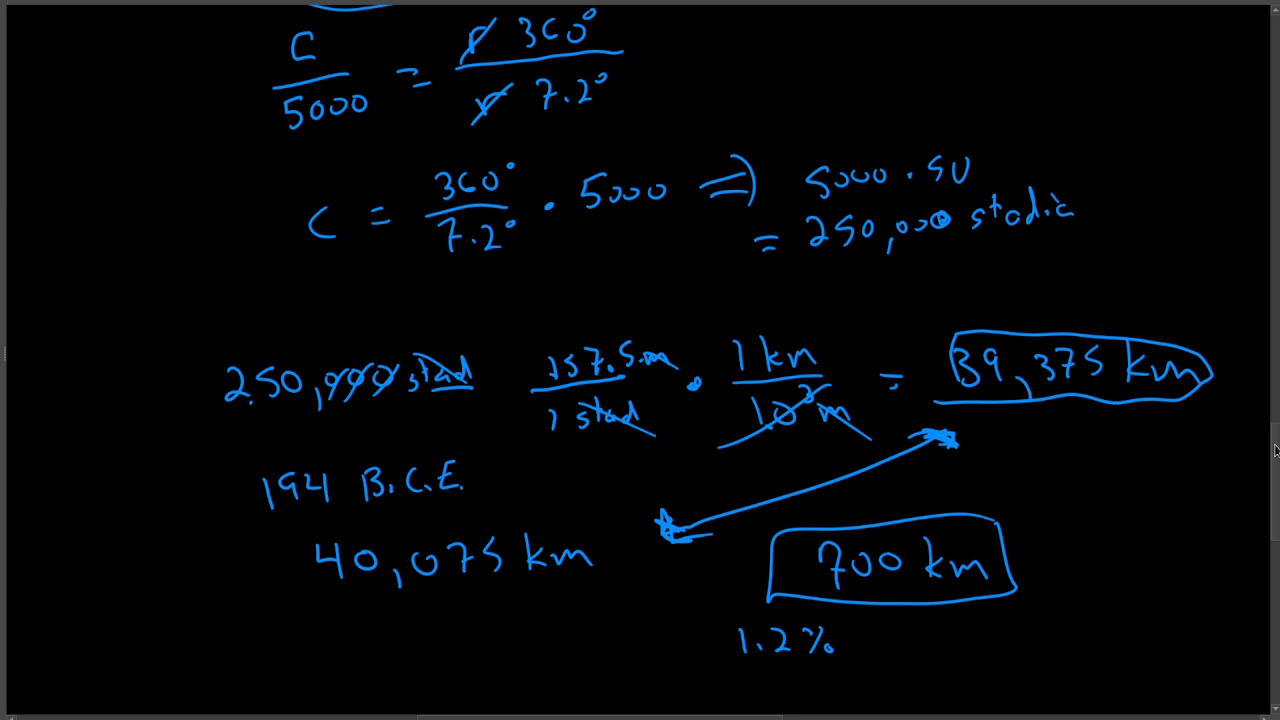 C/5000 = r 360°/r 7.2°
C = 360°/7.2° · 5000 ⇒ 5000 · 50
= 250,000 stadia
250,000 stad 157.5 m/1 stad · 1 km/10³ m = 39,375 km
194 B.C.E.
40,075 km
700 km
1.2%